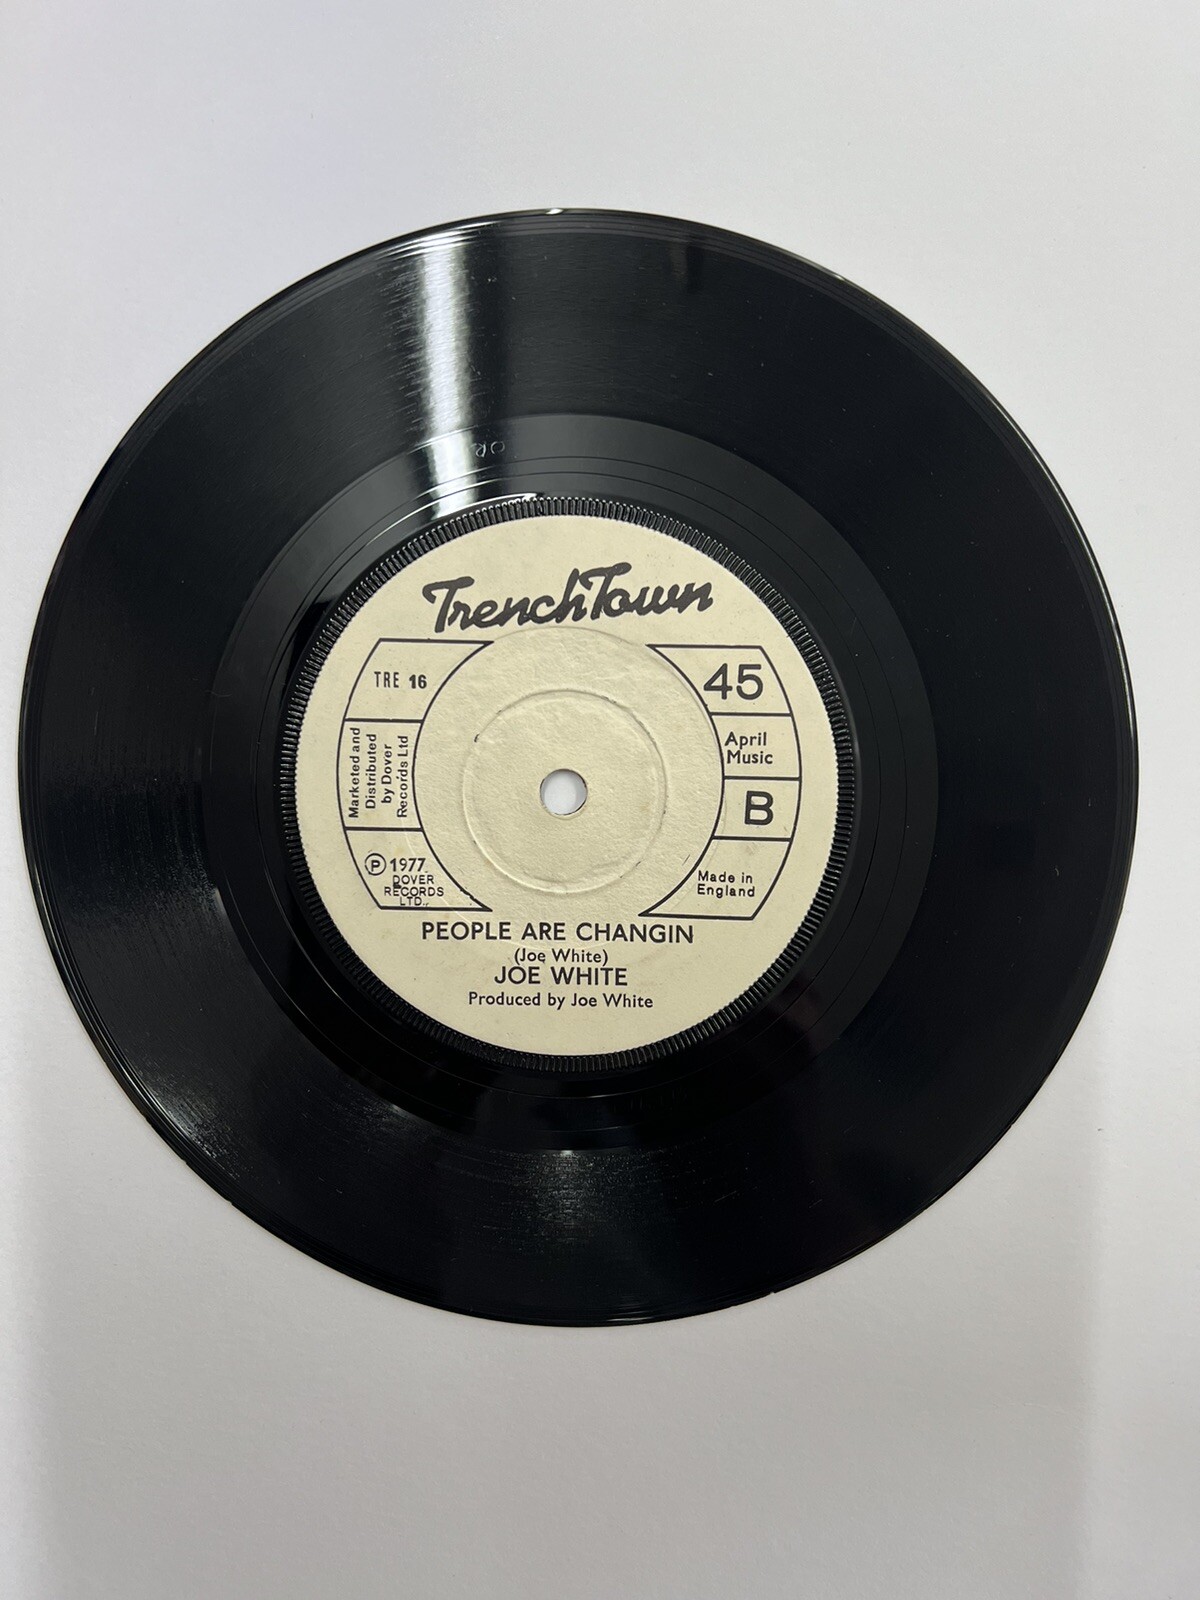 TrenchTown
TRE 16
45
Marketed and
Distributed
by Dover
Records Ltd
April
Music
B
Ⓟ 1977
DOVER
RECORDS
LTD.
Made in
England
PEOPLE ARE CHANGIN
(Joe White)
JOE WHITE
Produced by Joe White